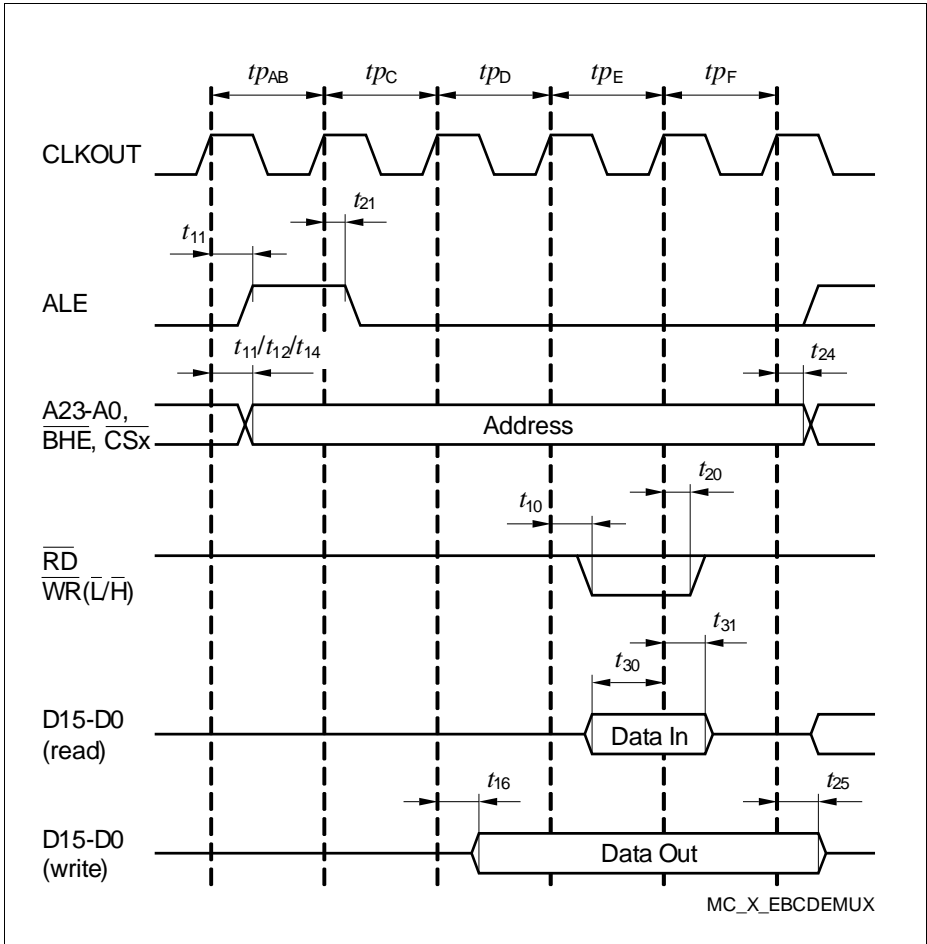 tpAB tpC tpD tpE tpF
CLKOUT
t21
t11
ALE
t11/t12/t14
t24
A23-A0,
BHE, CSx
Address
t20
t10
RD
WR(L/H)
t31
t30
D15-D0
(read)
Data In
t16
t25
D15-D0
(write)
Data Out
MC_X_EBCDEMUX